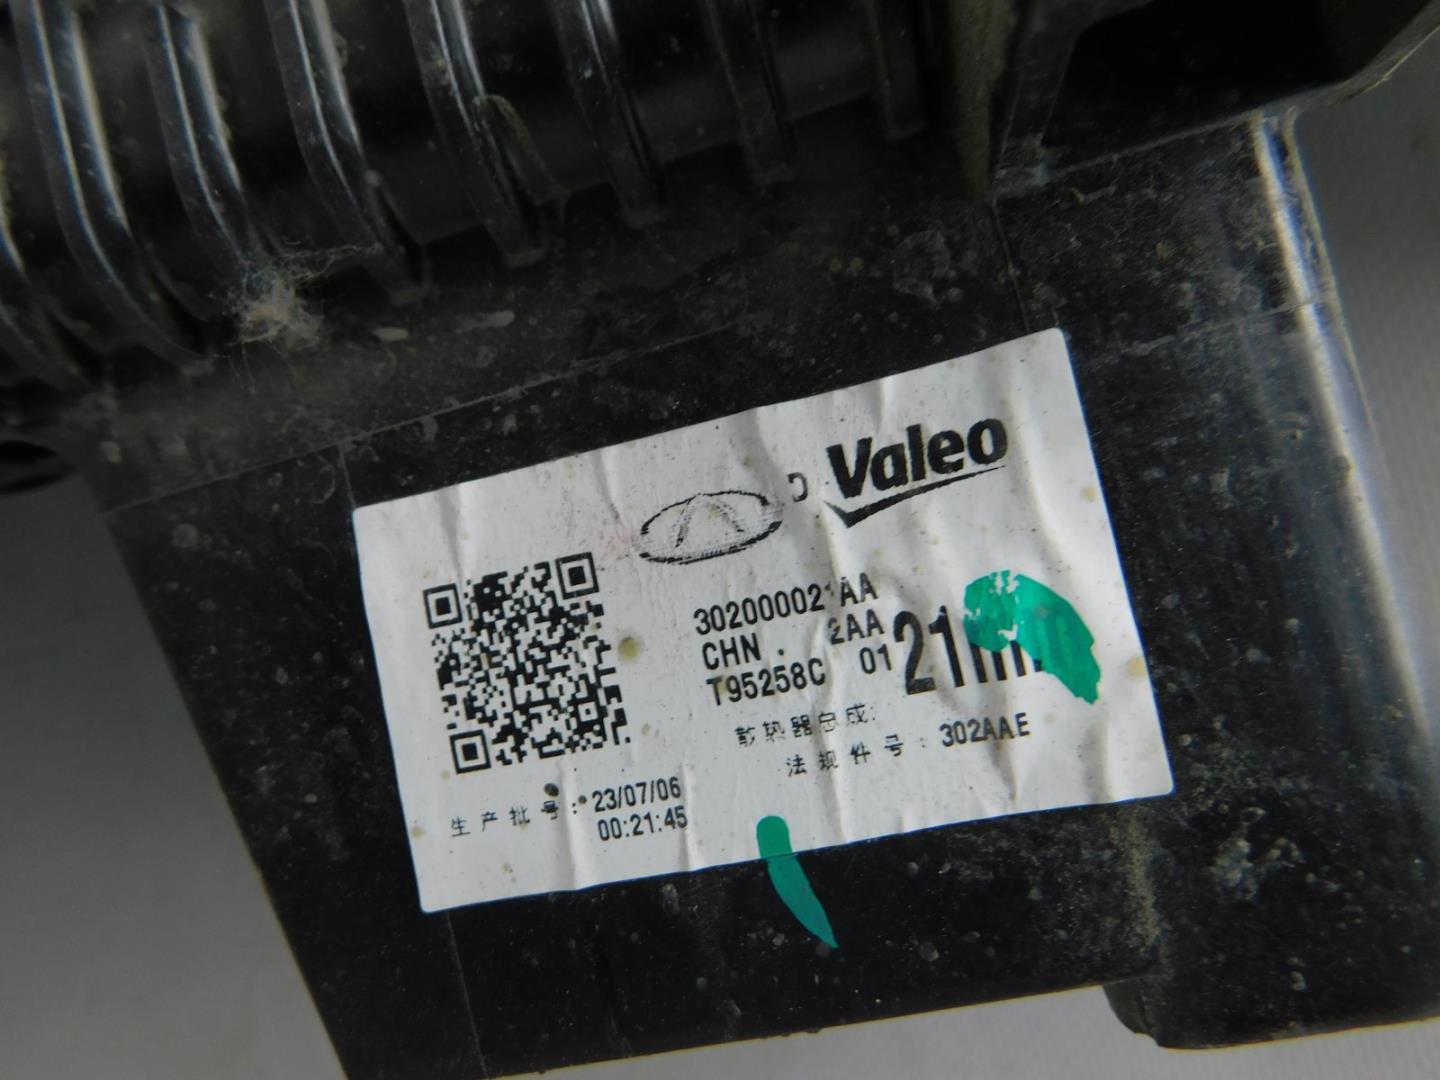 Valeo
302000021AA
CHN . 2AA
T95258C 01
21
散热器总成:
法规件号: 302AAE
生产批号: 23/07/06
00:21:45